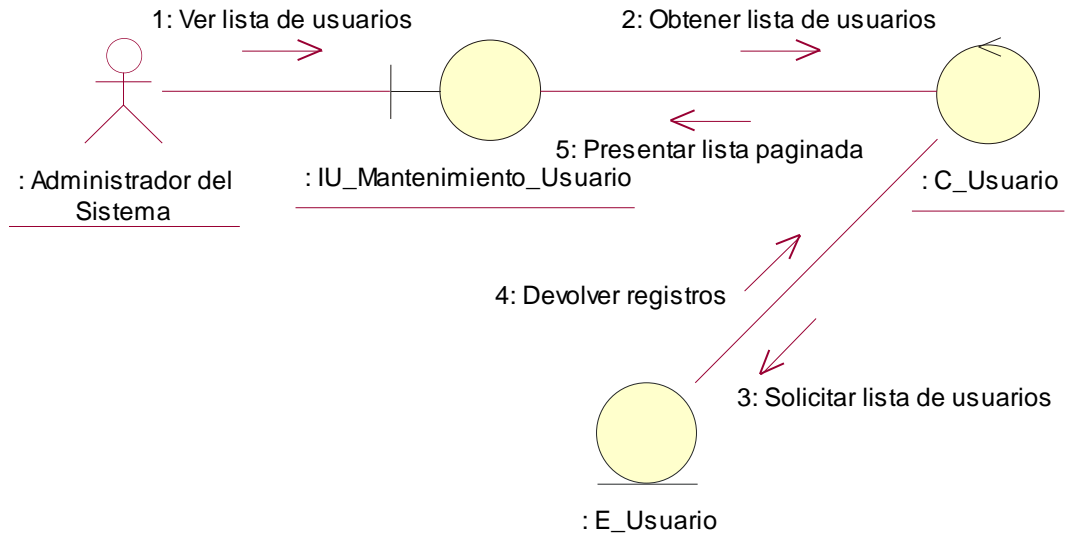 1: Ver lista de usuarios
2: Obtener lista de usuarios
5: Presentar lista paginada
: Administrador del
Sistema
: IU_Mantenimiento_Usuario
: C_Usuario
4: Devolver registros
3: Solicitar lista de usuarios
: E_Usuario